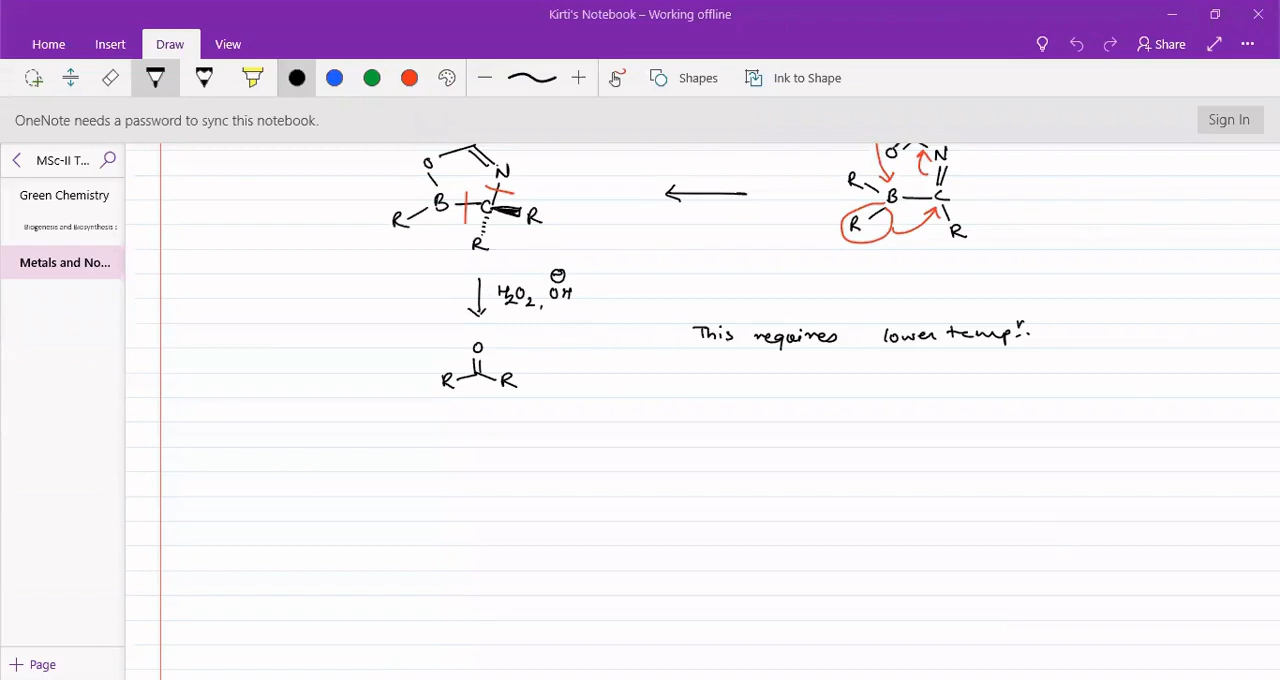 Kirti's Notebook – Working offline
Home Insert Draw View
Share
Shapes
Ink to Shape
OneNote needs a password to sync this notebook.
Sign In
MSc-II T...
Green Chemistry
Biogenesis and Biosynthesis :
Metals and No...
Page
O N
B C
R R
R
O N
R B C
R R
H2O2, OH ⊖
O
R R
This requires lower tempr.